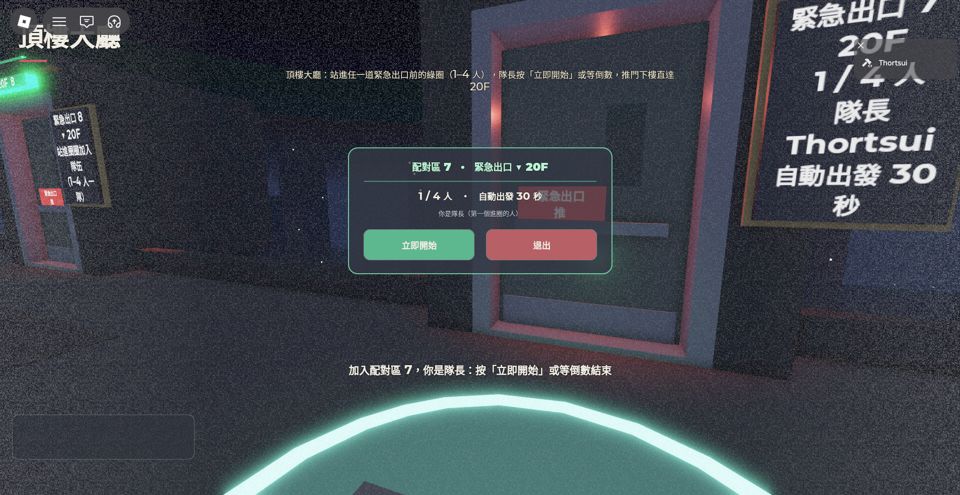 頂樓大廳
頂樓大廳：站進任一道緊急出口前的綠圈（1–4 人），隊長按「立即開始」或等倒數，推門下樓直達
20F
Thortsui
緊急出口 8
▼ 20F
站進圈圈加入
隊伍
（1–4 人一
隊）
緊急出口
推
緊急出口 7
20F
1 / 4 人
隊長
Thortsui
自動出發 30
秒
配對區 7 • 緊急出口 ▼ 20F
1 / 4 人 · 自動出發 30 秒
你是隊長（第一個進圈的人）
立即開始
退出
緊急出口
推
加入配對區 7，你是隊長：按「立即開始」或等倒數結束